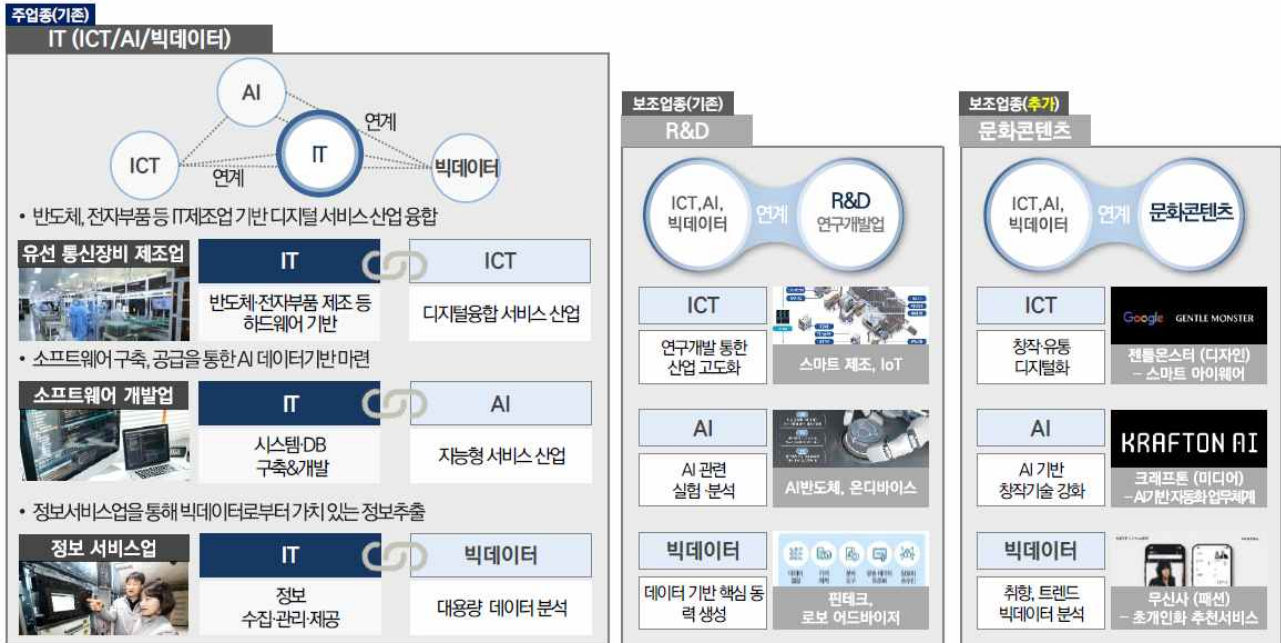 주업종(기존)
IT (ICT/AI/빅데이터)
AI
ICT
IT
빅데이터
연계
연계
• 반도체, 전자부품 등 IT제조업 기반 디지털 서비스 산업 융합
유선 통신장비 제조업
IT
반도체·전자부품 제조 등
하드웨어 기반
ICT
디지털융합 서비스 산업
• 소프트웨어 구축, 공급을 통한 AI 데이터기반 마련
소프트웨어 개발업
IT
시스템·DB
구축&개발
AI
지능형 서비스 산업
• 정보서비스업을 통해 빅데이터로부터 가치 있는 정보추출
정보 서비스업
IT
정보
수집·관리·제공
빅데이터
대용량 데이터 분석
보조업종(기존)
R&D
ICT,AI,
빅데이터
연계
R&D
연구개발업
ICT
연구개발 통한
산업 고도화
스마트 제조, IoT
AI
AI 관련
실험·분석
AI반도체, 온디바이스
빅데이터
데이터 기반 핵심 동
력 생성
핀테크,
로보 어드바이저
보조업종(추가)
문화콘텐츠
ICT,AI,
빅데이터
연계
문화콘텐츠
ICT
창작·유통
디지털화
Google GENTLE MONSTER
젠틀몬스터 (디자인)
– 스마트 아이웨어
AI
AI 기반
창작기술 강화
KRAFTON AI
크래프톤 (미디어)
– AI기반 자동화 업무체계
빅데이터
취향, 트렌드
빅데이터 분석
무신사 (패션)
– 초개인화 추천서비스